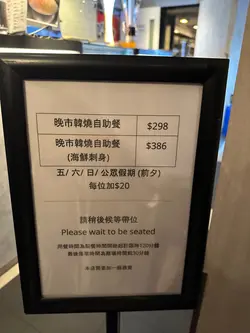 晚市韓燒自助餐 $298
晚市韓燒自助餐 $386
(海鮮刺身)
五/ 六/ 日/ 公眾假期 (前夕)
每位加$20
請稍後候等帶位
Please wait to be seated